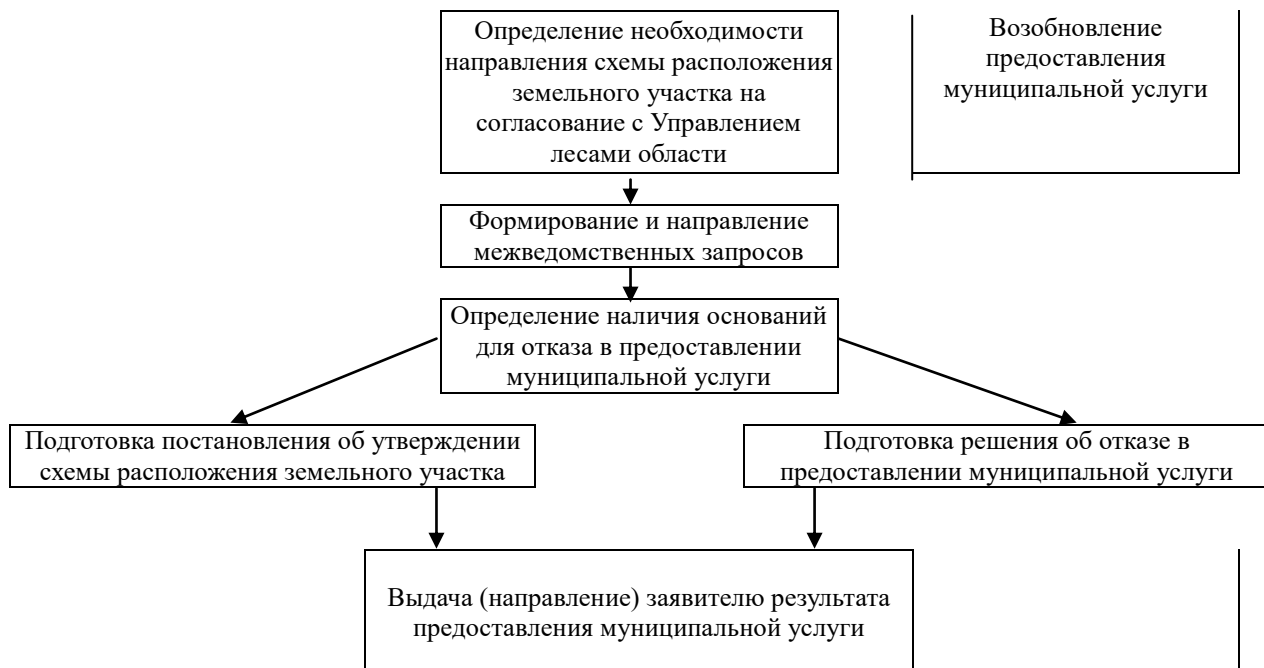 Определение необходимости
направления схемы расположения
земельного участка на
согласование с Управлением
лесами области
Возобновление
предоставления
муниципальной услуги
Формирование и направление
межведомственных запросов
Определение наличия оснований
для отказа в предоставлении
муниципальной услуги
Подготовка постановления об утверждении
схемы расположения земельного участка
Подготовка решения об отказе в
предоставлении муниципальной услуги
Выдача (направление) заявителю результата
предоставления муниципальной услуги